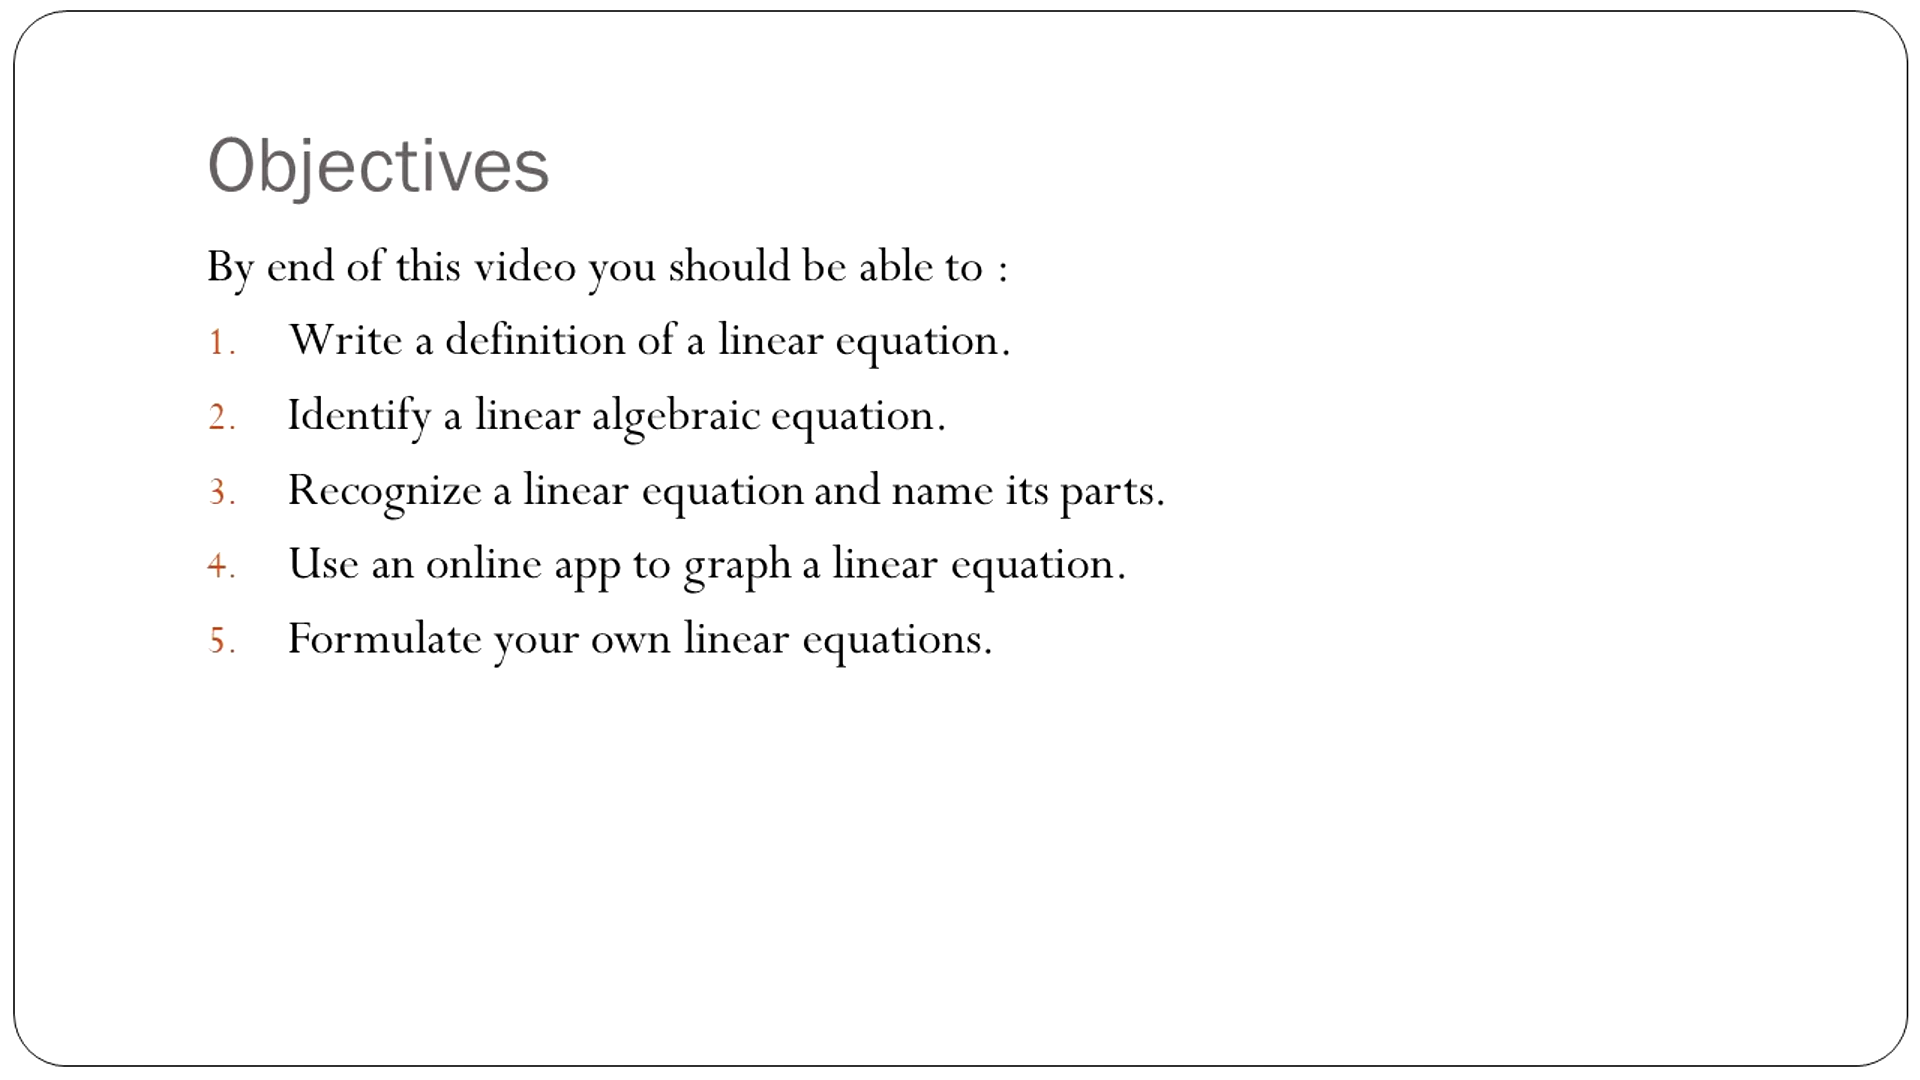 Objectives
By end of this video you should be able to :
1. Write a definition of a linear equation.
2. Identify a linear algebraic equation.
3. Recognize a linear equation and name its parts.
4. Use an online app to graph a linear equation.
5. Formulate your own linear equations.